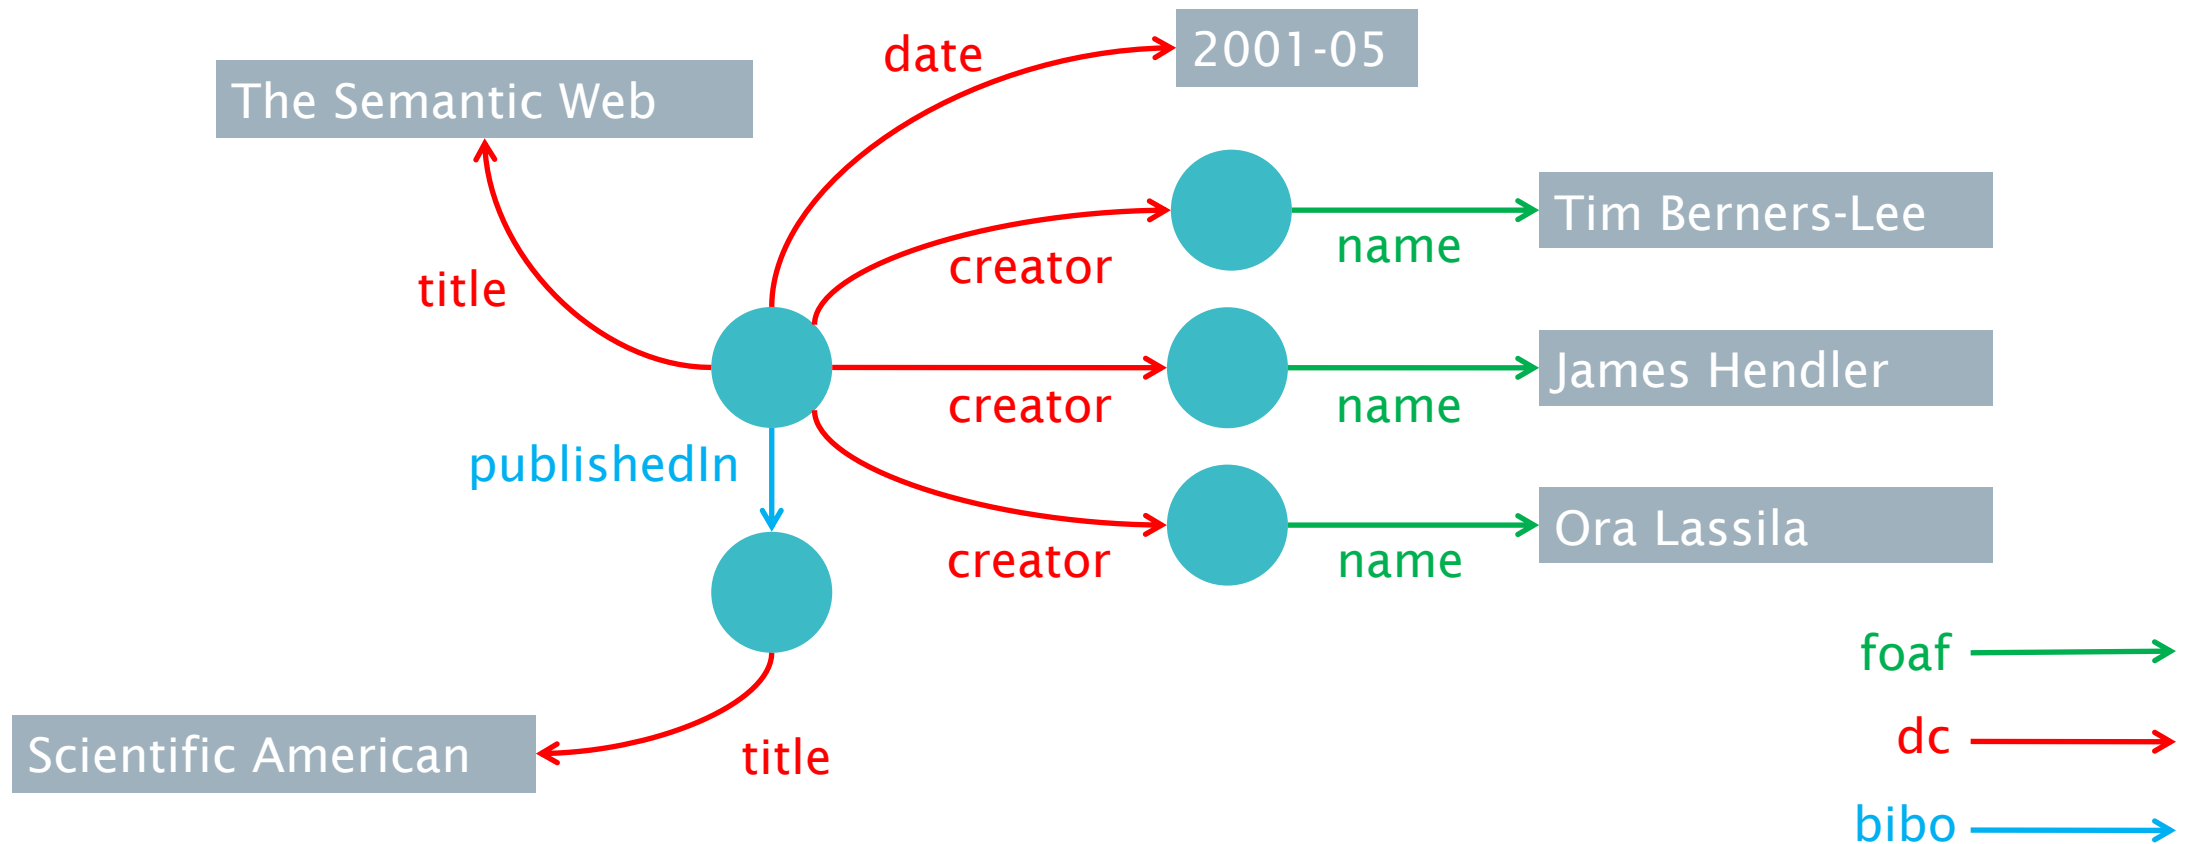 date
2001-05
The Semantic Web
Tim Berners-Lee
name
creator
title
James Hendler
creator
name
publishedIn
Ora Lassila
creator
name
foaf
dc
Scientific American
title
bibo